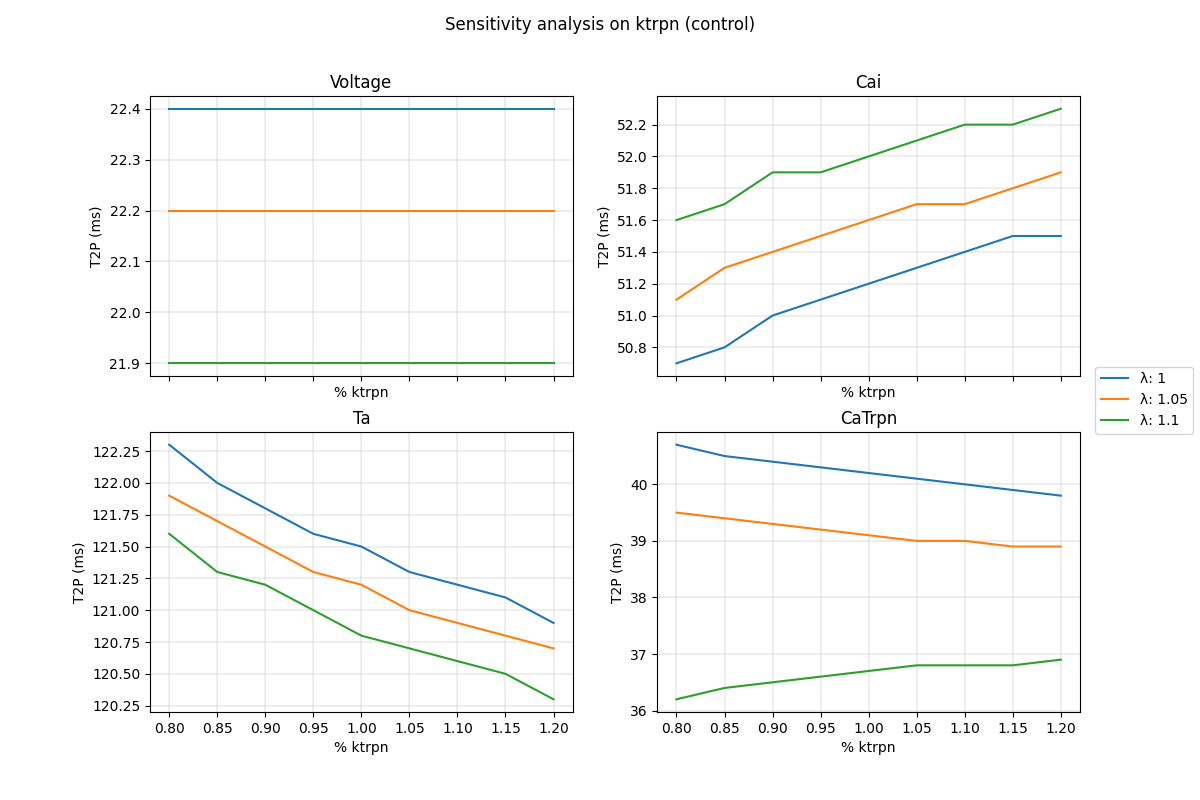 Sensitivity analysis on ktrpn (control)
Voltage
22.4
22.3
22.2
22.1
22.0
21.9
T2P (ms)
% ktrpn
Cai
52.2
52.0
51.8
51.6
51.4
51.2
51.0
50.8
T2P (ms)
% ktrpn
λ: 1
λ: 1.05
λ: 1.1
Ta
122.25
122.00
121.75
121.50
121.25
121.00
120.75
120.50
120.25
T2P (ms)
0.80 0.85 0.90 0.95 1.00 1.05 1.10 1.15 1.20
% ktrpn
CaTrpn
40
39
38
37
36
T2P (ms)
0.80 0.85 0.90 0.95 1.00 1.05 1.10 1.15 1.20
% ktrpn